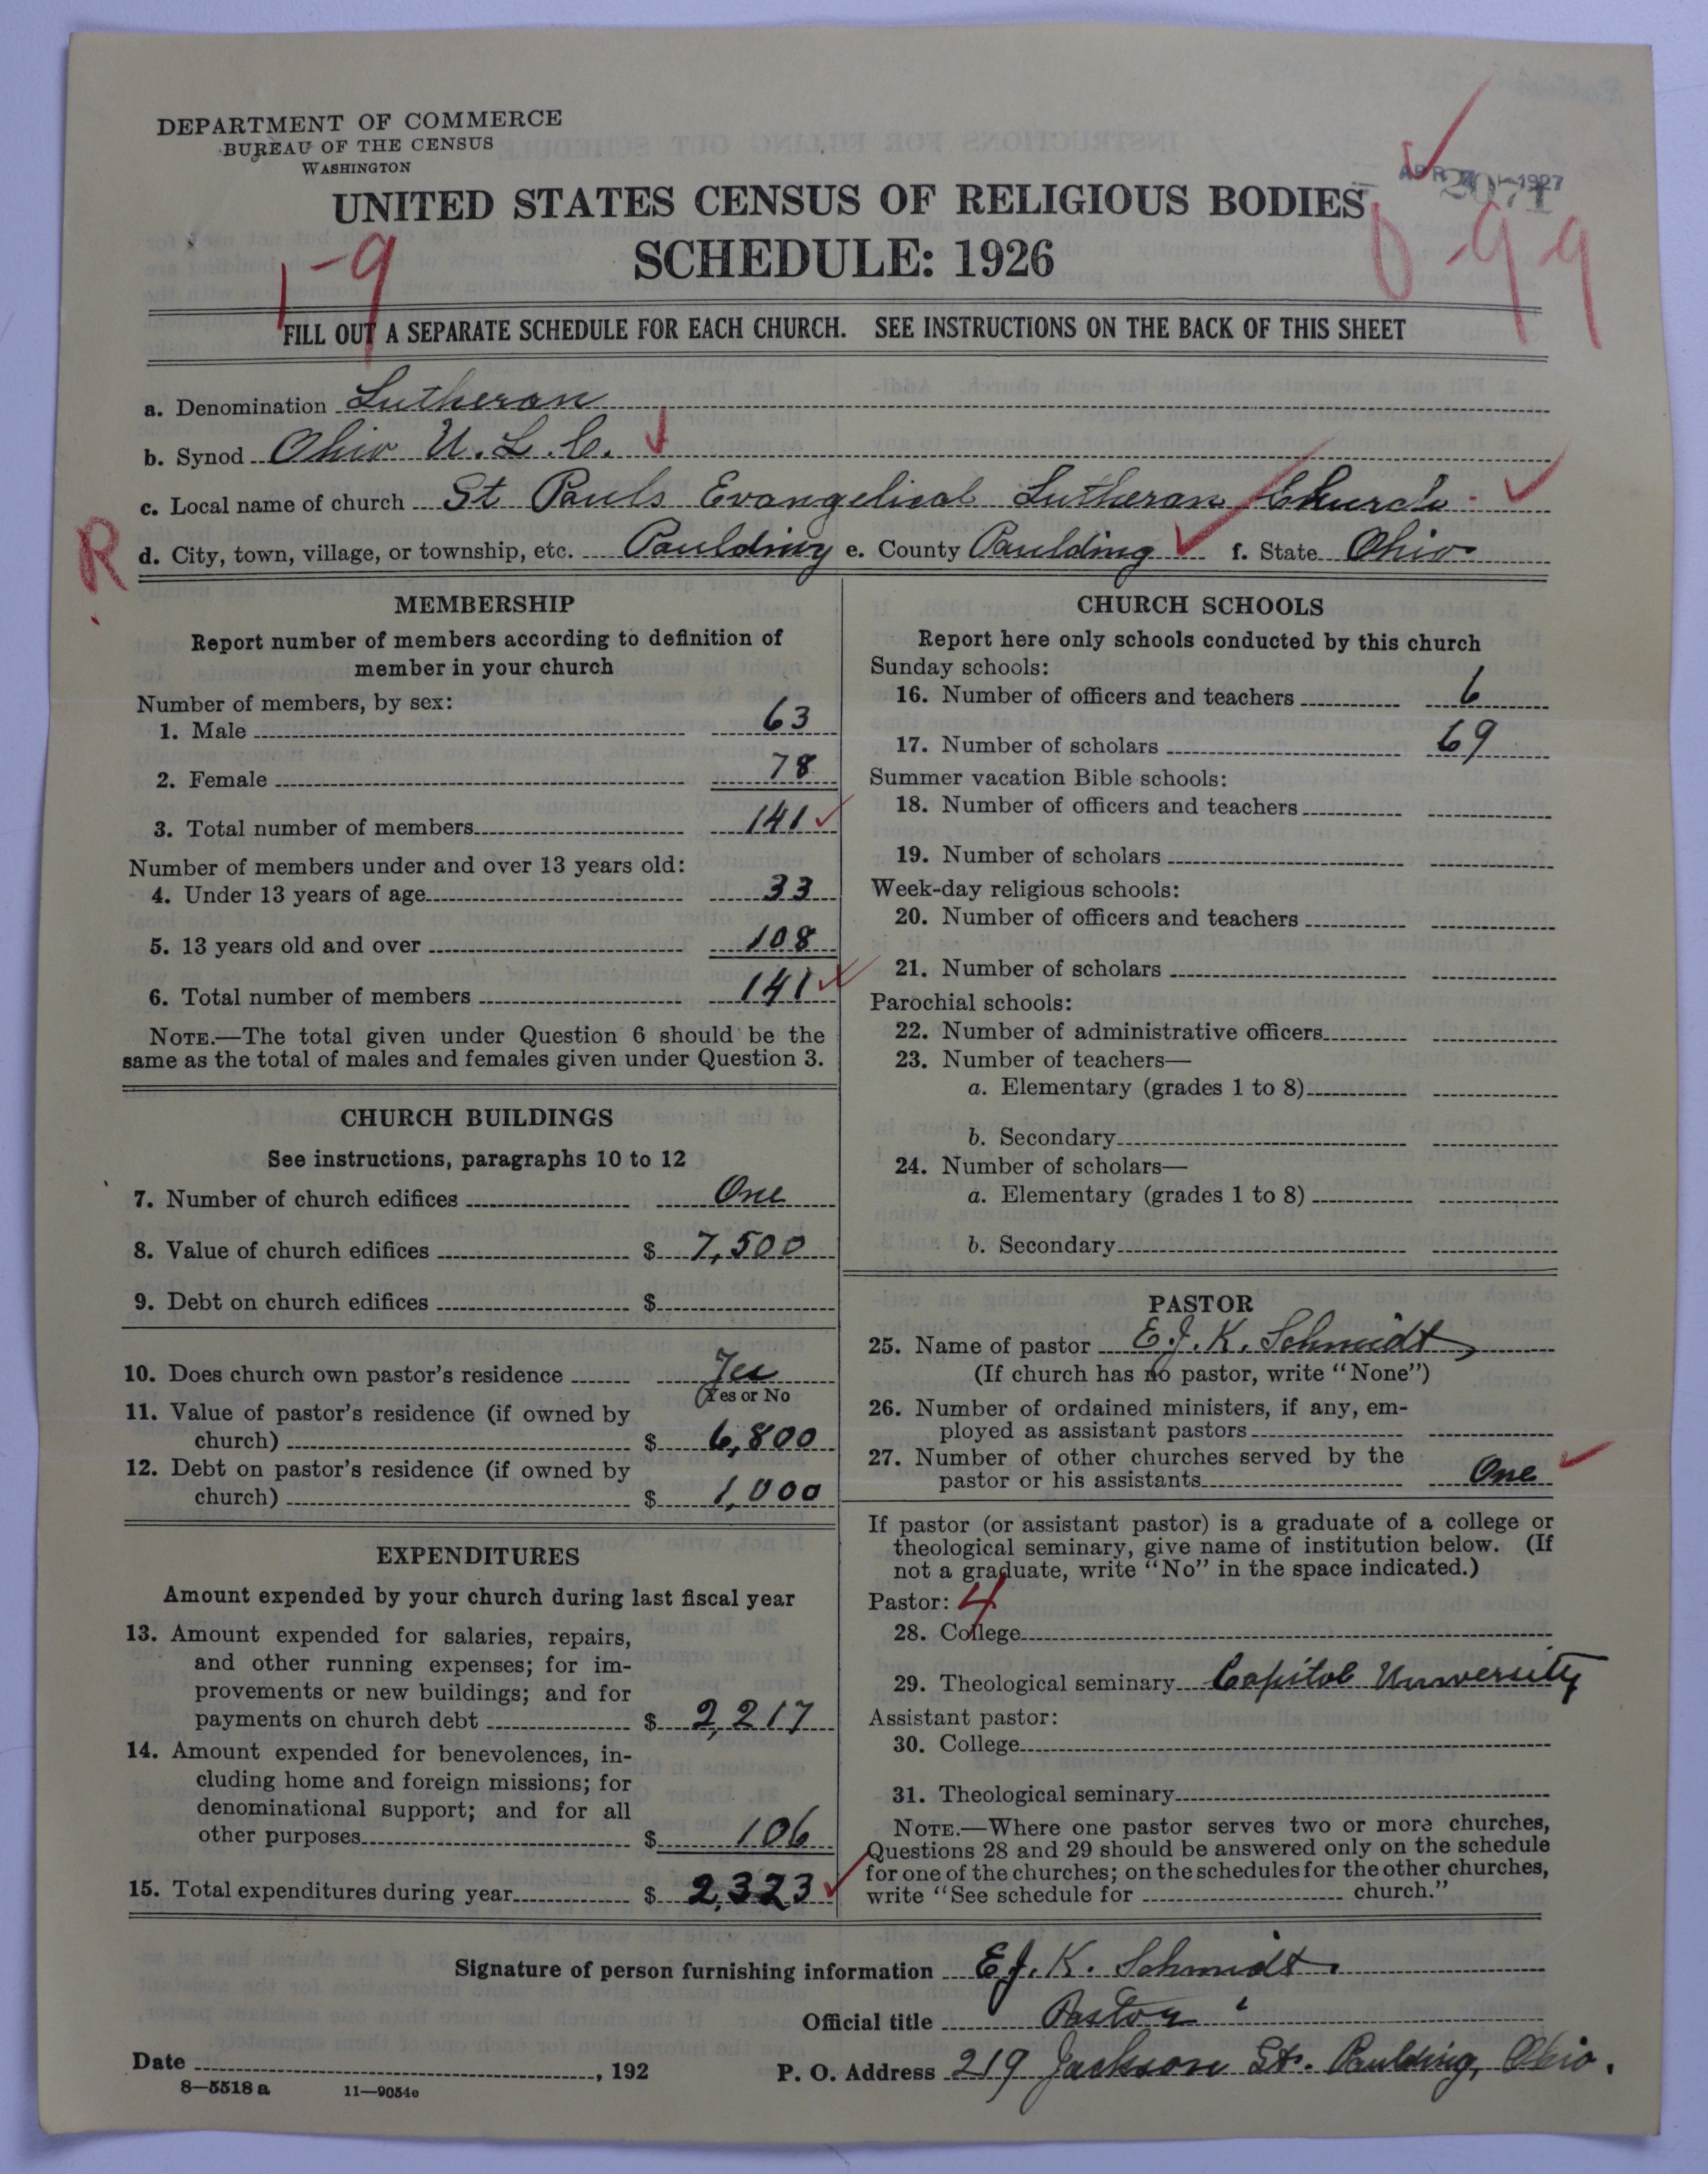 DEPARTMENT OF COMMERCE
BUREAU OF THE CENSUS
WASHINGTON
UNITED STATES CENSUS OF RELIGIOUS BODIES
SCHEDULE: 1926
APR 1927
2071
1-9
0-99
FILL OUT A SEPARATE SCHEDULE FOR EACH CHURCH. SEE INSTRUCTIONS ON THE BACK OF THIS SHEET
a. Denomination Lutheran
b. Synod Ohio U.L.C.
c. Local name of church St Pauls Evangelical Lutheran Church.
R
d. City, town, village, or township, etc. Paulding e. County Paulding f. State Ohio
MEMBERSHIP
Report number of members according to definition of
member in your church
Number of members, by sex:
1. Male 63
2. Female 78
3. Total number of members 141
Number of members under and over 13 years old:
4. Under 13 years of age 33
5. 13 years old and over 108
6. Total number of members 141
NOTE.—The total given under Question 6 should be the
same as the total of males and females given under Question 3.
CHURCH BUILDINGS
See instructions, paragraphs 10 to 12
7. Number of church edifices One
8. Value of church edifices $ 7,500
9. Debt on church edifices $
10. Does church own pastor's residence Yes
(Yes or No
11. Value of pastor's residence (if owned by
church) $ 6,800
12. Debt on pastor's residence (if owned by
church) $ 1,000
EXPENDITURES
Amount expended by your church during last fiscal year
13. Amount expended for salaries, repairs,
and other running expenses; for im-
provements or new buildings; and for
payments on church debt $ 2,217
14. Amount expended for benevolences, in-
cluding home and foreign missions; for
denominational support; and for all
other purposes $ 106
15. Total expenditures during year $ 2,323
CHURCH SCHOOLS
Report here only schools conducted by this church
Sunday schools:
16. Number of officers and teachers 6
17. Number of scholars 69
Summer vacation Bible schools:
18. Number of officers and teachers
19. Number of scholars
Week-day religious schools:
20. Number of officers and teachers
21. Number of scholars
Parochial schools:
22. Number of administrative officers
23. Number of teachers—
a. Elementary (grades 1 to 8)
b. Secondary
24. Number of scholars—
a. Elementary (grades 1 to 8)
b. Secondary
PASTOR
25. Name of pastor E.J.K. Schmidt
(If church has no pastor, write "None")
26. Number of ordained ministers, if any, em-
ployed as assistant pastors
27. Number of other churches served by the
pastor or his assistants One
If pastor (or assistant pastor) is a graduate of a college or
theological seminary, give name of institution below. (If
not a graduate, write "No" in the space indicated.)
Pastor: 4
28. College
29. Theological seminary Capitol University
Assistant pastor:
30. College
31. Theological seminary
NOTE.—Where one pastor serves two or more churches,
Questions 28 and 29 should be answered only on the schedule
for one of the churches; on the schedules for the other churches,
write "See schedule for church."
Signature of person furnishing information E.J.K. Schmidt
Official title Pastor
Date , 192 P. O. Address 219 Jackson St. Paulding, Ohio.
8—5518 a 11—9054e